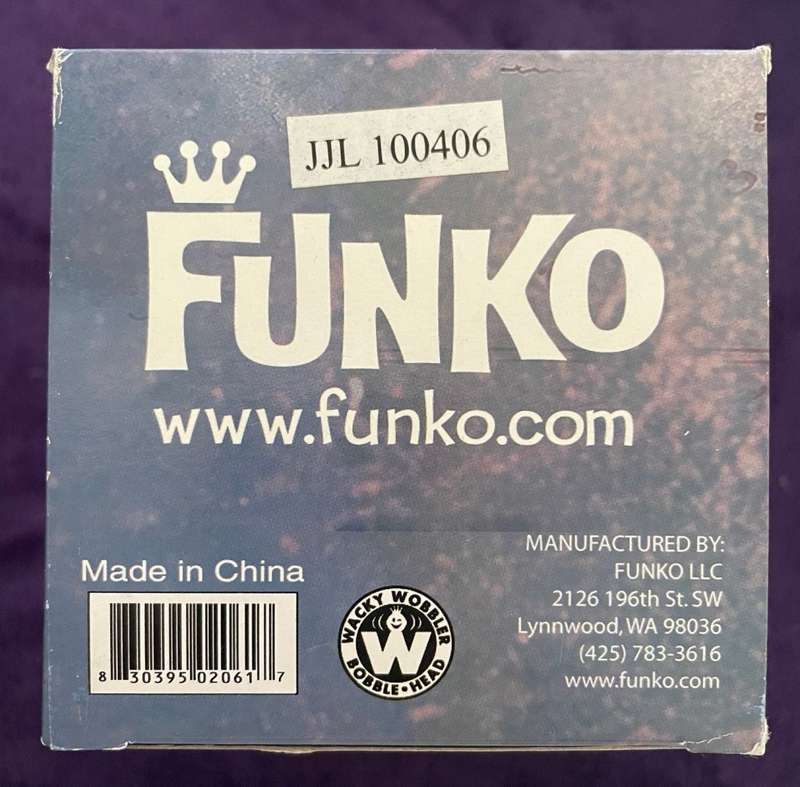 JJL 100406
FUNKO
www.funko.com
MANUFACTURED BY:
FUNKO LLC
2126 196th St. SW
Lynnwood, WA 98036
(425) 783-3616
www.funko.com
Made in China
8 30395 02061 7
WACKY WOBBLER
W
BOBBLE • HEAD